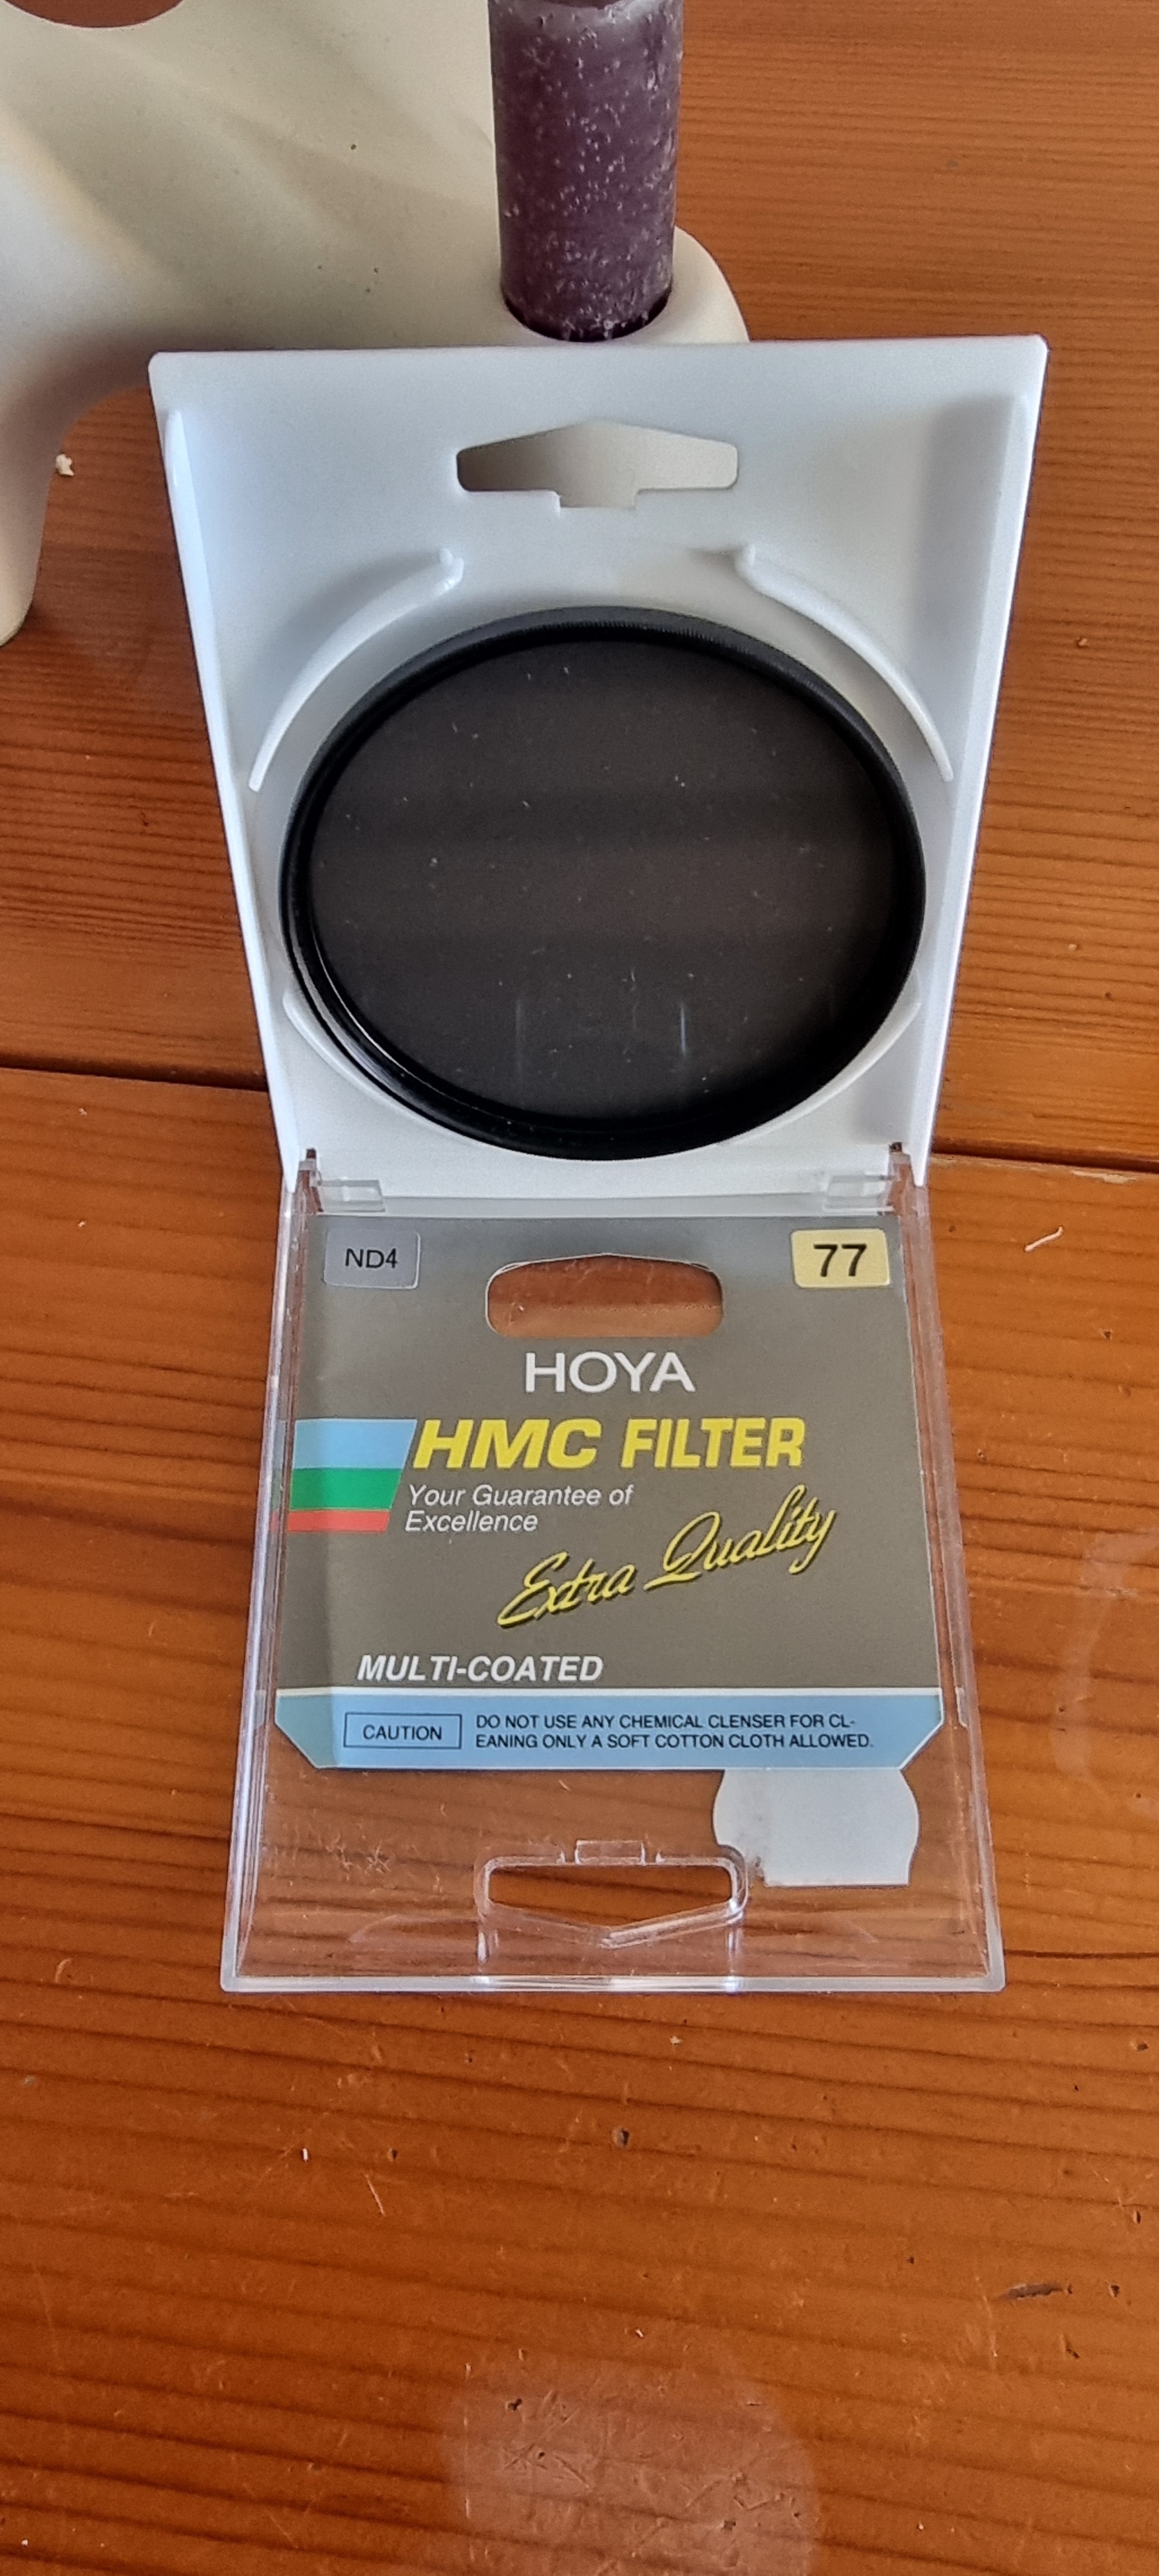 ND4
77
HOYA
HMC FILTER
Your Guarantee of
Excellence
Extra Quality
MULTI-COATED
CAUTION
DO NOT USE ANY CHEMICAL CLENSER FOR CL-
EANING ONLY A SOFT COTTON CLOTH ALLOWED.